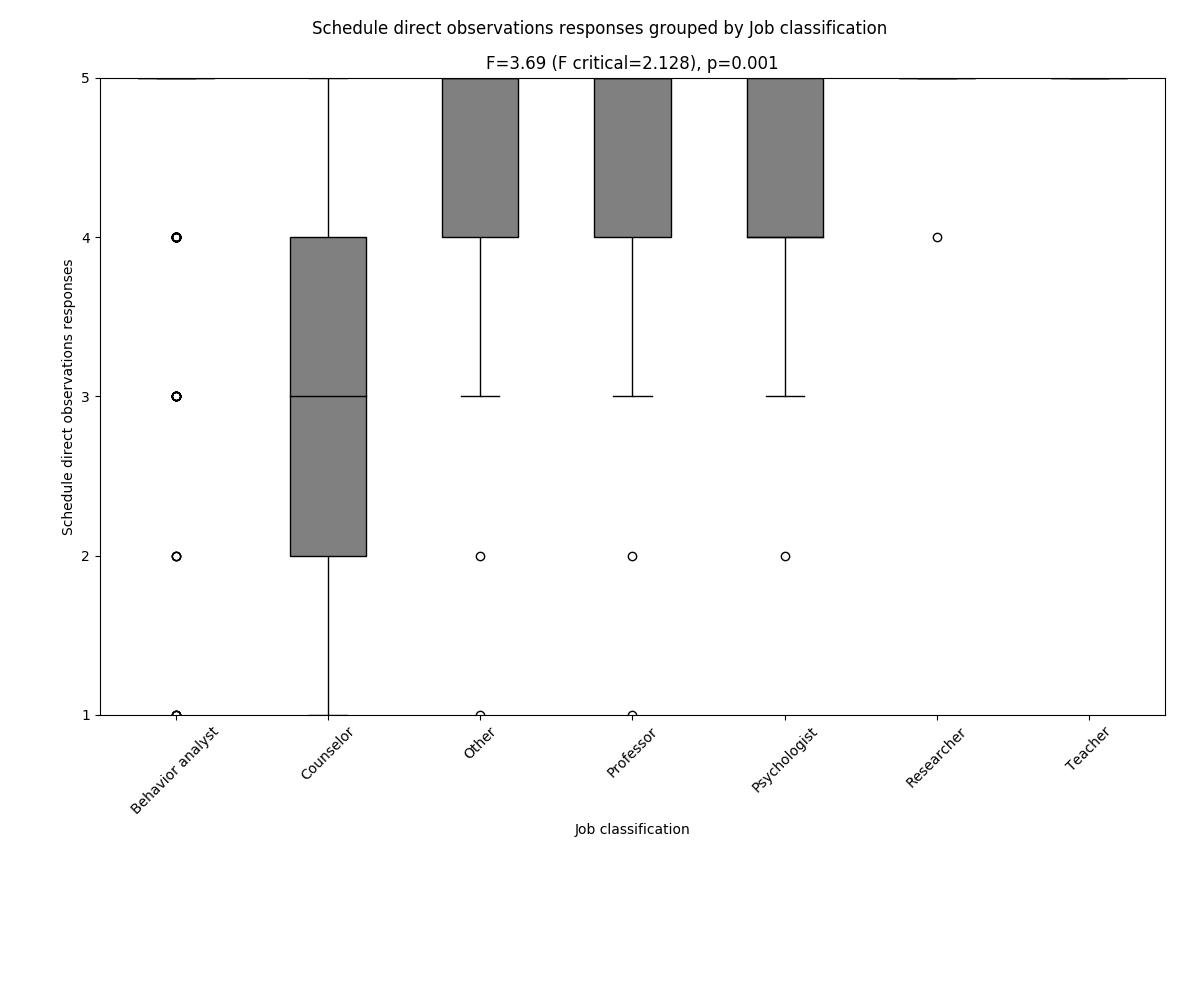 Schedule direct observations responses grouped by Job classification
F=3.69 (F critical=2.128), p=0.001
Schedule direct observations responses
5
4
3
2
1
Behavior analyst
Counselor
Other
Professor
Psychologist
Researcher
Teacher
Job classification